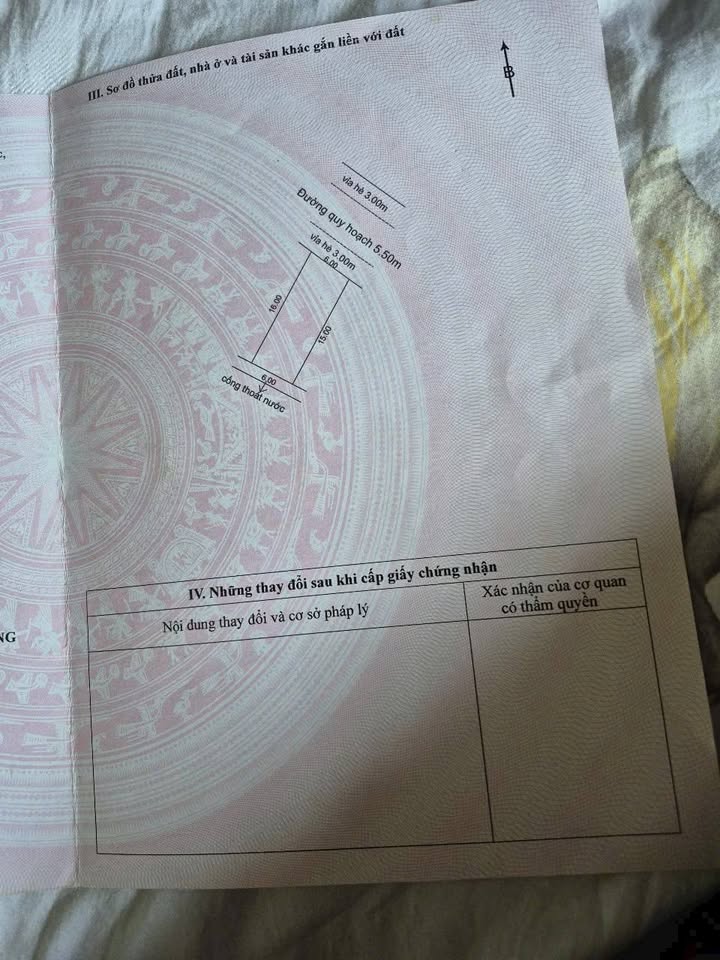 III. Sơ đồ thửa đất, nhà ở và tài sản khác gắn liền với đất
B
vỉa hè 3.00m
Đường quy hoạch 5.50m
vỉa hè 3.00m
6.00
15.00
6.00
cống thoát nước
IV. Những thay đổi sau khi cấp giấy chứng nhận
Nội dung thay đổi và cơ sở pháp lý
Xác nhận của cơ quan
có thẩm quyền